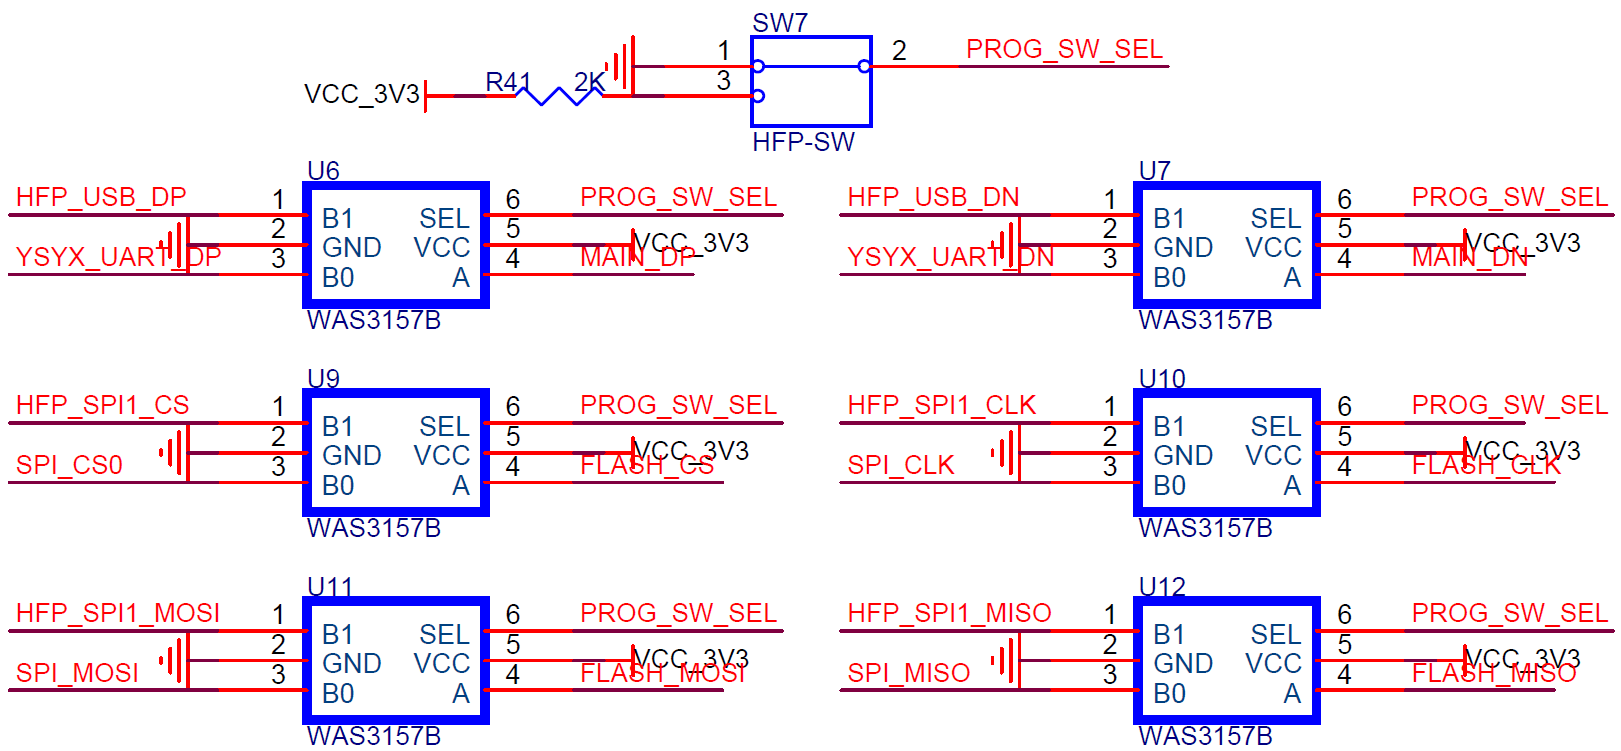 SW7
1
2
PROG_SW_SEL
VCC_3V3
R41
2K
3
HFP-SW
U6
HFP_USB_DP
1
B1
SEL
6
PROG_SW_SEL
2
GND
VCC
5
VCC_3V3
YSYX_UART_DP
3
B0
A
4
MAIN_DP
WAS3157B
U7
HFP_USB_DN
1
B1
SEL
6
PROG_SW_SEL
2
GND
VCC
5
VCC_3V3
YSYX_UART_DN
3
B0
A
4
MAIN_DN
WAS3157B
U9
HFP_SPI1_CS
1
B1
SEL
6
PROG_SW_SEL
2
GND
VCC
5
VCC_3V3
SPI_CS0
3
B0
A
4
FLASH_CS
WAS3157B
U10
HFP_SPI1_CLK
1
B1
SEL
6
PROG_SW_SEL
2
GND
VCC
5
VCC_3V3
SPI_CLK
3
B0
A
4
FLASH_CLK
WAS3157B
U11
HFP_SPI1_MOSI
1
B1
SEL
6
PROG_SW_SEL
2
GND
VCC
5
VCC_3V3
SPI_MOSI
3
B0
A
4
FLASH_MOSI
WAS3157B
U12
HFP_SPI1_MISO
1
B1
SEL
6
PROG_SW_SEL
2
GND
VCC
5
VCC_3V3
SPI_MISO
3
B0
A
4
FLASH_MISO
WAS3157B